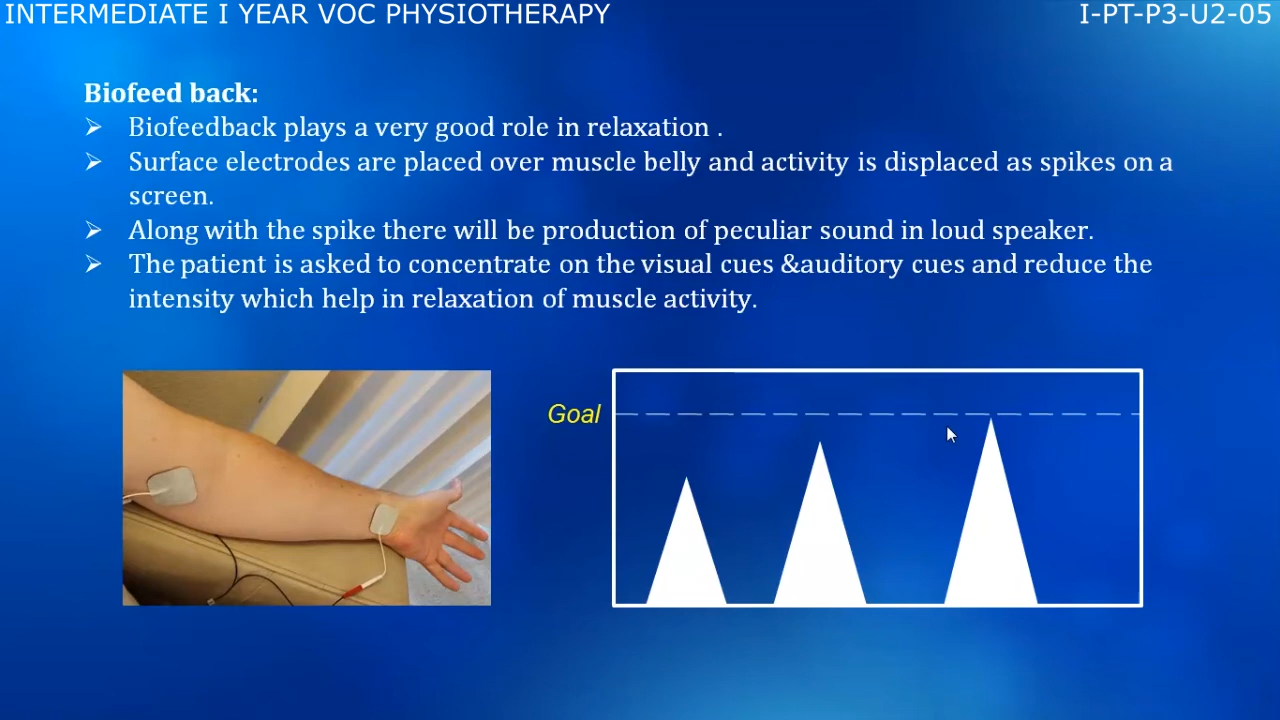 INTERMEDIATE I YEAR VOC PHYSIOTHERAPY
I-PT-P3-U2-05
Biofeed back:
➢ Biofeedback plays a very good role in relaxation .
➢ Surface electrodes are placed over muscle belly and activity is displaced as spikes on a
screen.
➢ Along with the spike there will be production of peculiar sound in loud speaker.
➢ The patient is asked to concentrate on the visual cues &auditory cues and reduce the
intensity which help in relaxation of muscle activity.
Goal